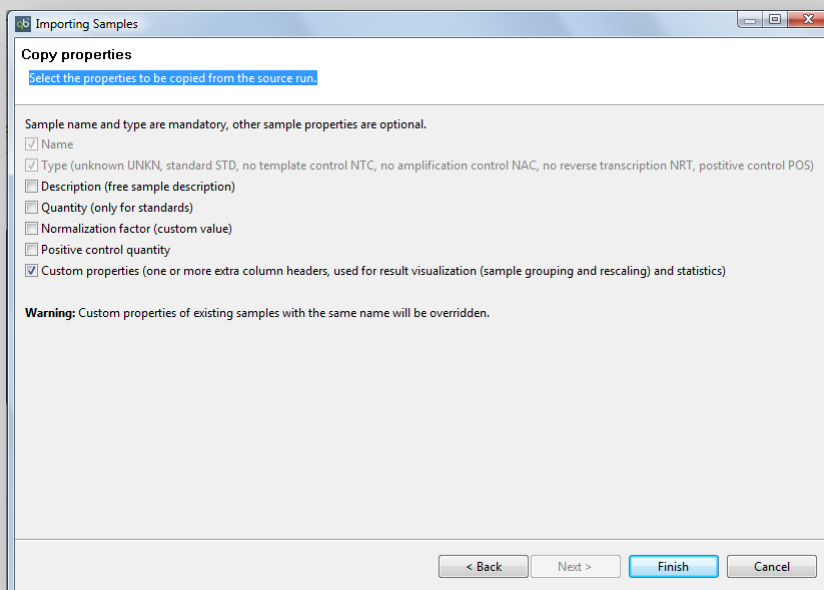 qb Importing Samples
Copy properties
Select the properties to be copied from the source run.
Sample name and type are mandatory, other sample properties are optional.
Name
Type (unknown UNKN, standard STD, no template control NTC, no amplification control NAC, no reverse transcription NRT, postitive control POS)
Description (free sample description)
Quantity (only for standards)
Normalization factor (custom value)
Positive control quantity
Custom properties (one or more extra column headers, used for result visualization (sample grouping and rescaling) and statistics)
Warning: Custom properties of existing samples with the same name will be overridden.
< Back Next > Finish Cancel